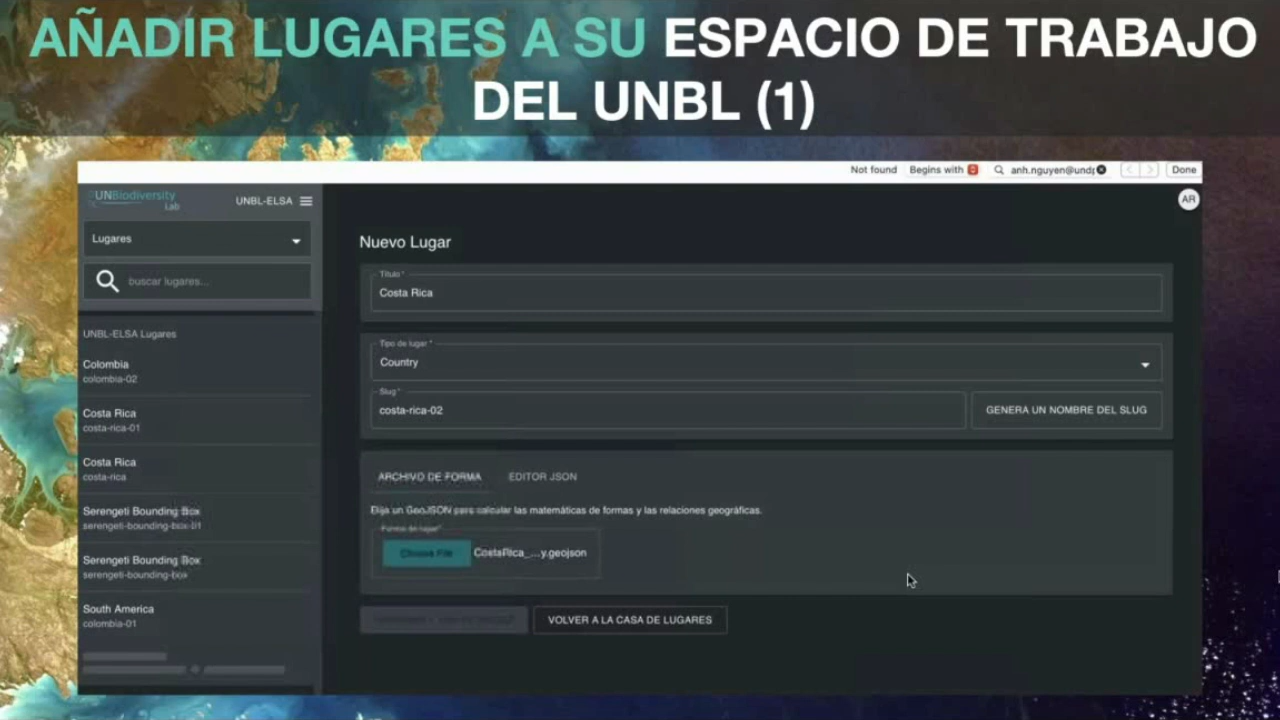 AÑADIR LUGARES A SU ESPACIO DE TRABAJO
DEL UNBL (1)
Not found Begins with anh.nguyen@undp Done
UNBiodiversity
Lab
UNBL-ELSA
AR
Lugares
buscar lugares...
UNBL-ELSA Lugares
Colombia
colombia-02
Costa Rica
costa-rica-01
Costa Rica
costa-rica
Serengeti Bounding Box
serengeti-bounding-box-01
Serengeti Bounding Box
serengeti-bounding-box
South America
colombia-01
Nuevo Lugar
Título*
Costa Rica
Tipo de lugar *
Country
Slug*
costa-rica-02
GENERA UN NOMBRE DEL SLUG
ARCHIVO DE FORMA EDITOR JSON
Elija un GeoJSON para calcular las matemáticas de formas y las relaciones geográficas.
Forma de lugar*
Choose File CostaRica_...y.geojson
VOLVER A LA CASA DE LUGARES